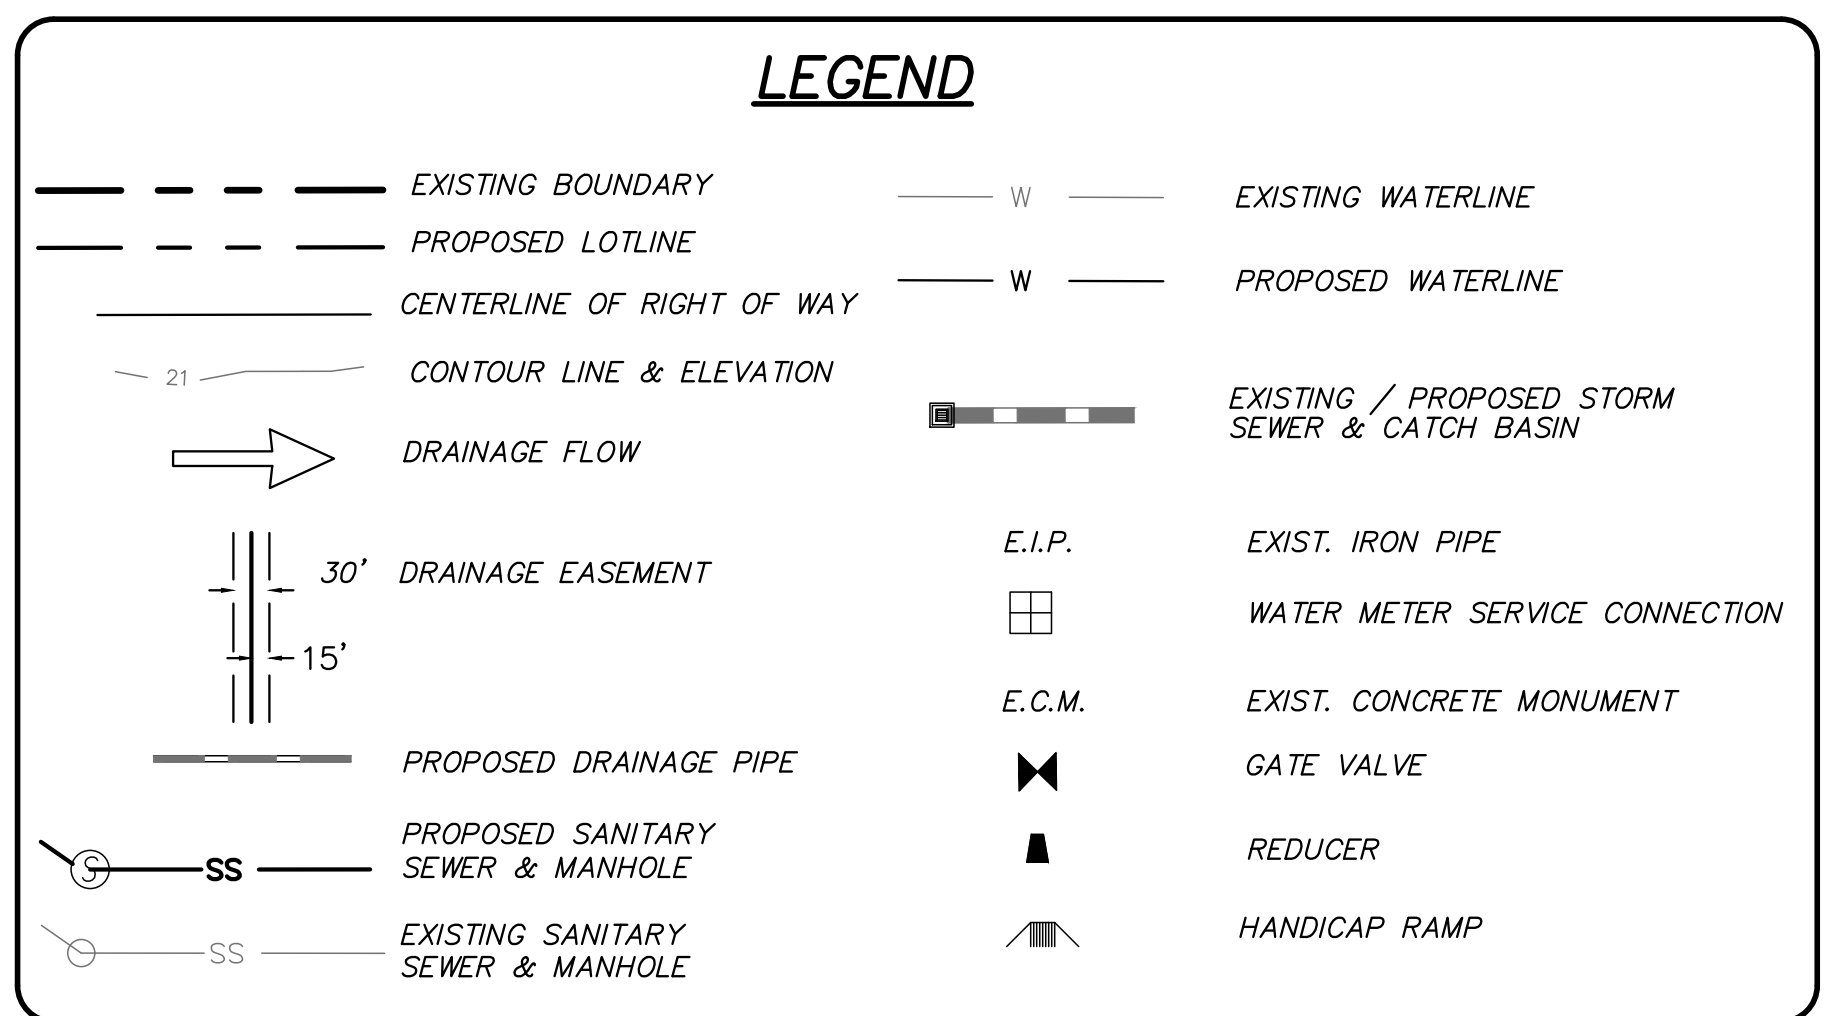 LEGEND
EXISTING BOUNDARY
PROPOSED LOTLINE
CENTERLINE OF RIGHT OF WAY
21 CONTOUR LINE & ELEVATION
DRAINAGE FLOW
30' DRAINAGE EASEMENT
15'
PROPOSED DRAINAGE PIPE
PROPOSED SANITARY
S SS SEWER & MANHOLE
EXISTING SANITARY
SS SEWER & MANHOLE
W EXISTING WATERLINE
W PROPOSED WATERLINE
EXISTING / PROPOSED STORM
SEWER & CATCH BASIN
E.I.P. EXIST. IRON PIPE
WATER METER SERVICE CONNECTION
E.C.M. EXIST. CONCRETE MONUMENT
GATE VALVE
REDUCER
HANDICAP RAMP